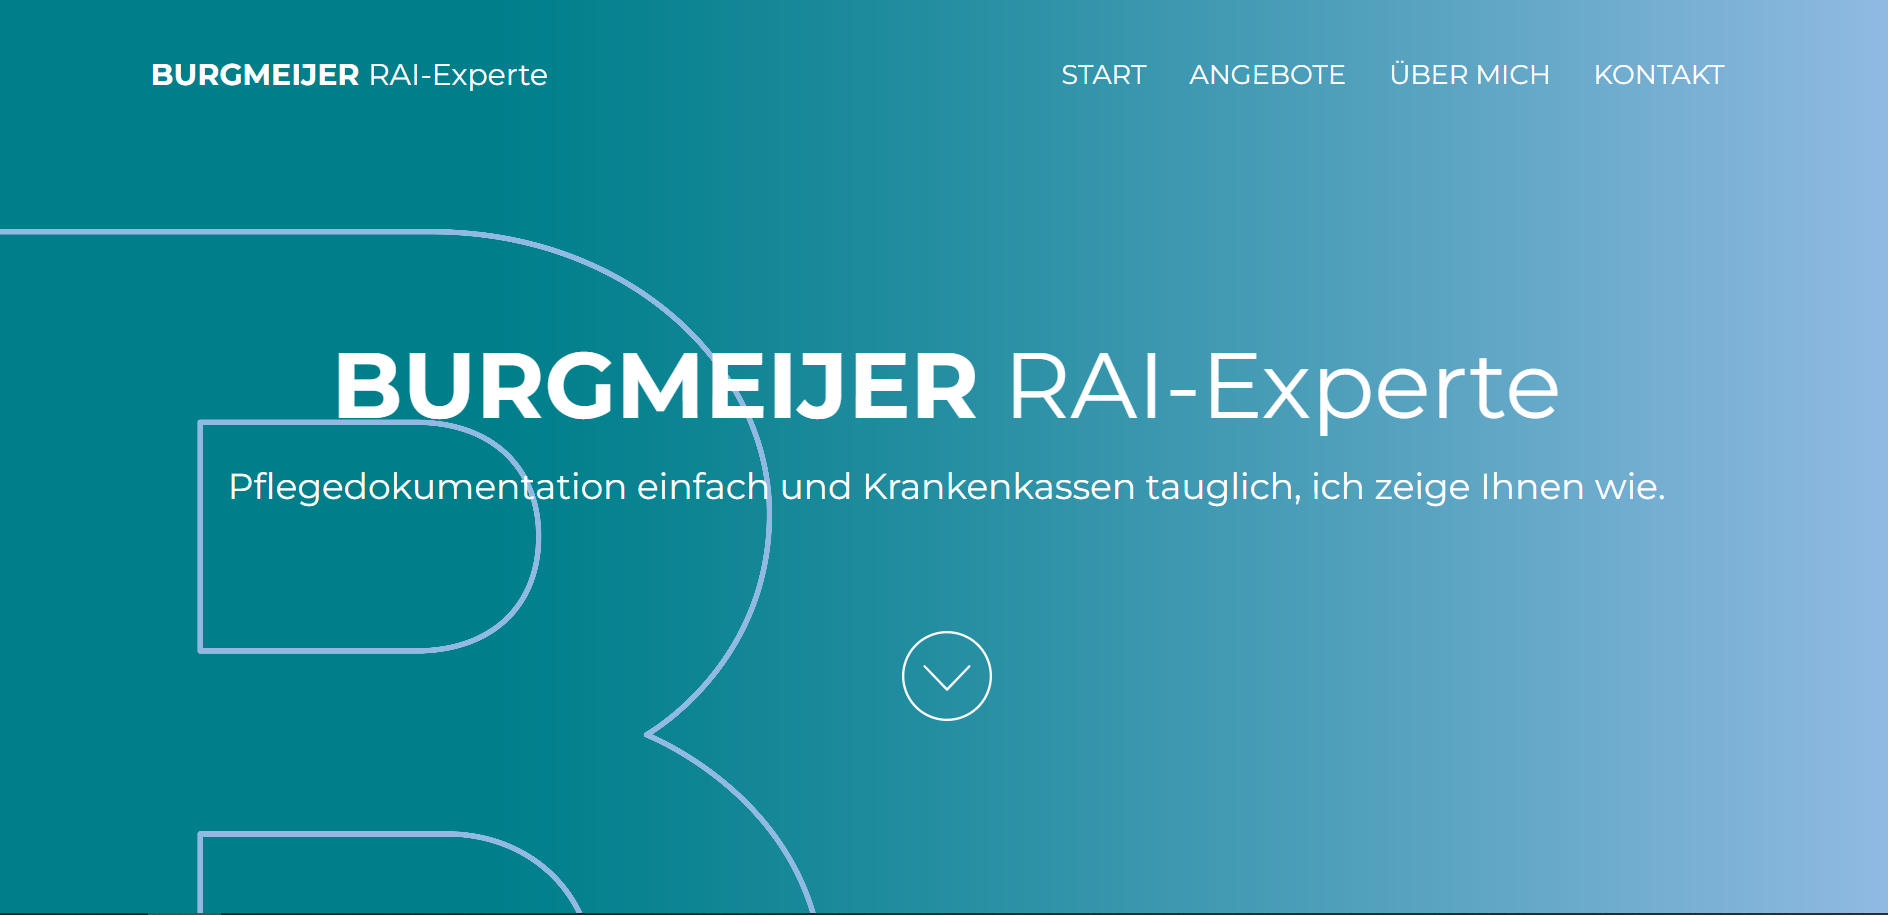 BURGMEIJER RAI-Experte
START ANGEBOTE ÜBER MICH KONTAKT
BURGMEIJER RAI-Experte
Pflegedokumentation einfach und Krankenkassen tauglich, ich zeige Ihnen wie.
B